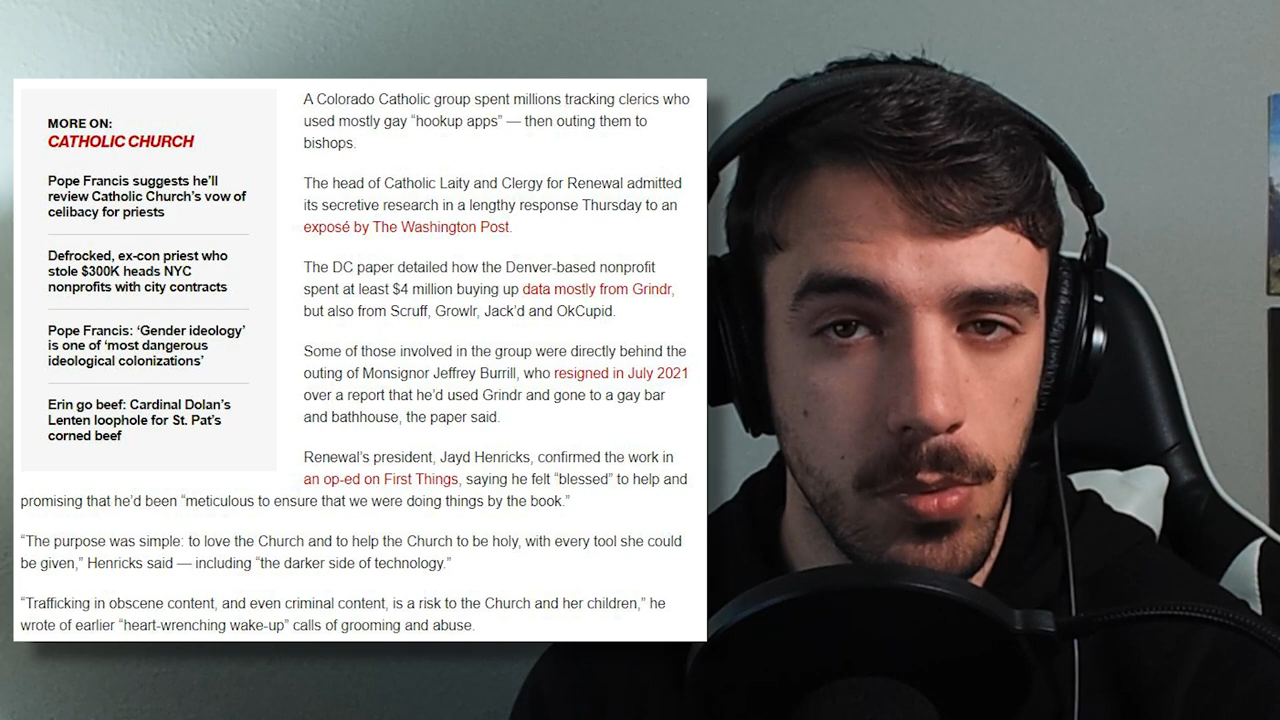 MORE ON:
CATHOLIC CHURCH
Pope Francis suggests he’ll
review Catholic Church’s vow of
celibacy for priests
Defrocked, ex-con priest who
stole $300K heads NYC
nonprofits with city contracts
Pope Francis: ‘Gender ideology’
is one of ‘most dangerous
ideological colonizations’
Erin go beef: Cardinal Dolan’s
Lenten loophole for St. Pat’s
corned beef
A Colorado Catholic group spent millions tracking clerics who
used mostly gay “hookup apps” — then outing them to
bishops.
The head of Catholic Laity and Clergy for Renewal admitted
its secretive research in a lengthy response Thursday to an
exposé by The Washington Post.
The DC paper detailed how the Denver-based nonprofit
spent at least $4 million buying up data mostly from Grindr,
but also from Scruff, Growlr, Jack’d and OkCupid.
Some of those involved in the group were directly behind the
outing of Monsignor Jeffrey Burrill, who resigned in July 2021
over a report that he’d used Grindr and gone to a gay bar
and bathhouse, the paper said.
Renewal’s president, Jayd Henricks, confirmed the work in
an op-ed on First Things, saying he felt “blessed” to help and
promising that he’d been “meticulous to ensure that we were doing things by the book.”
“The purpose was simple: to love the Church and to help the Church to be holy, with every tool she could
be given,” Henricks said — including “the darker side of technology.”
“Trafficking in obscene content, and even criminal content, is a risk to the Church and her children,” he
wrote of earlier “heart-wrenching wake-up” calls of grooming and abuse.